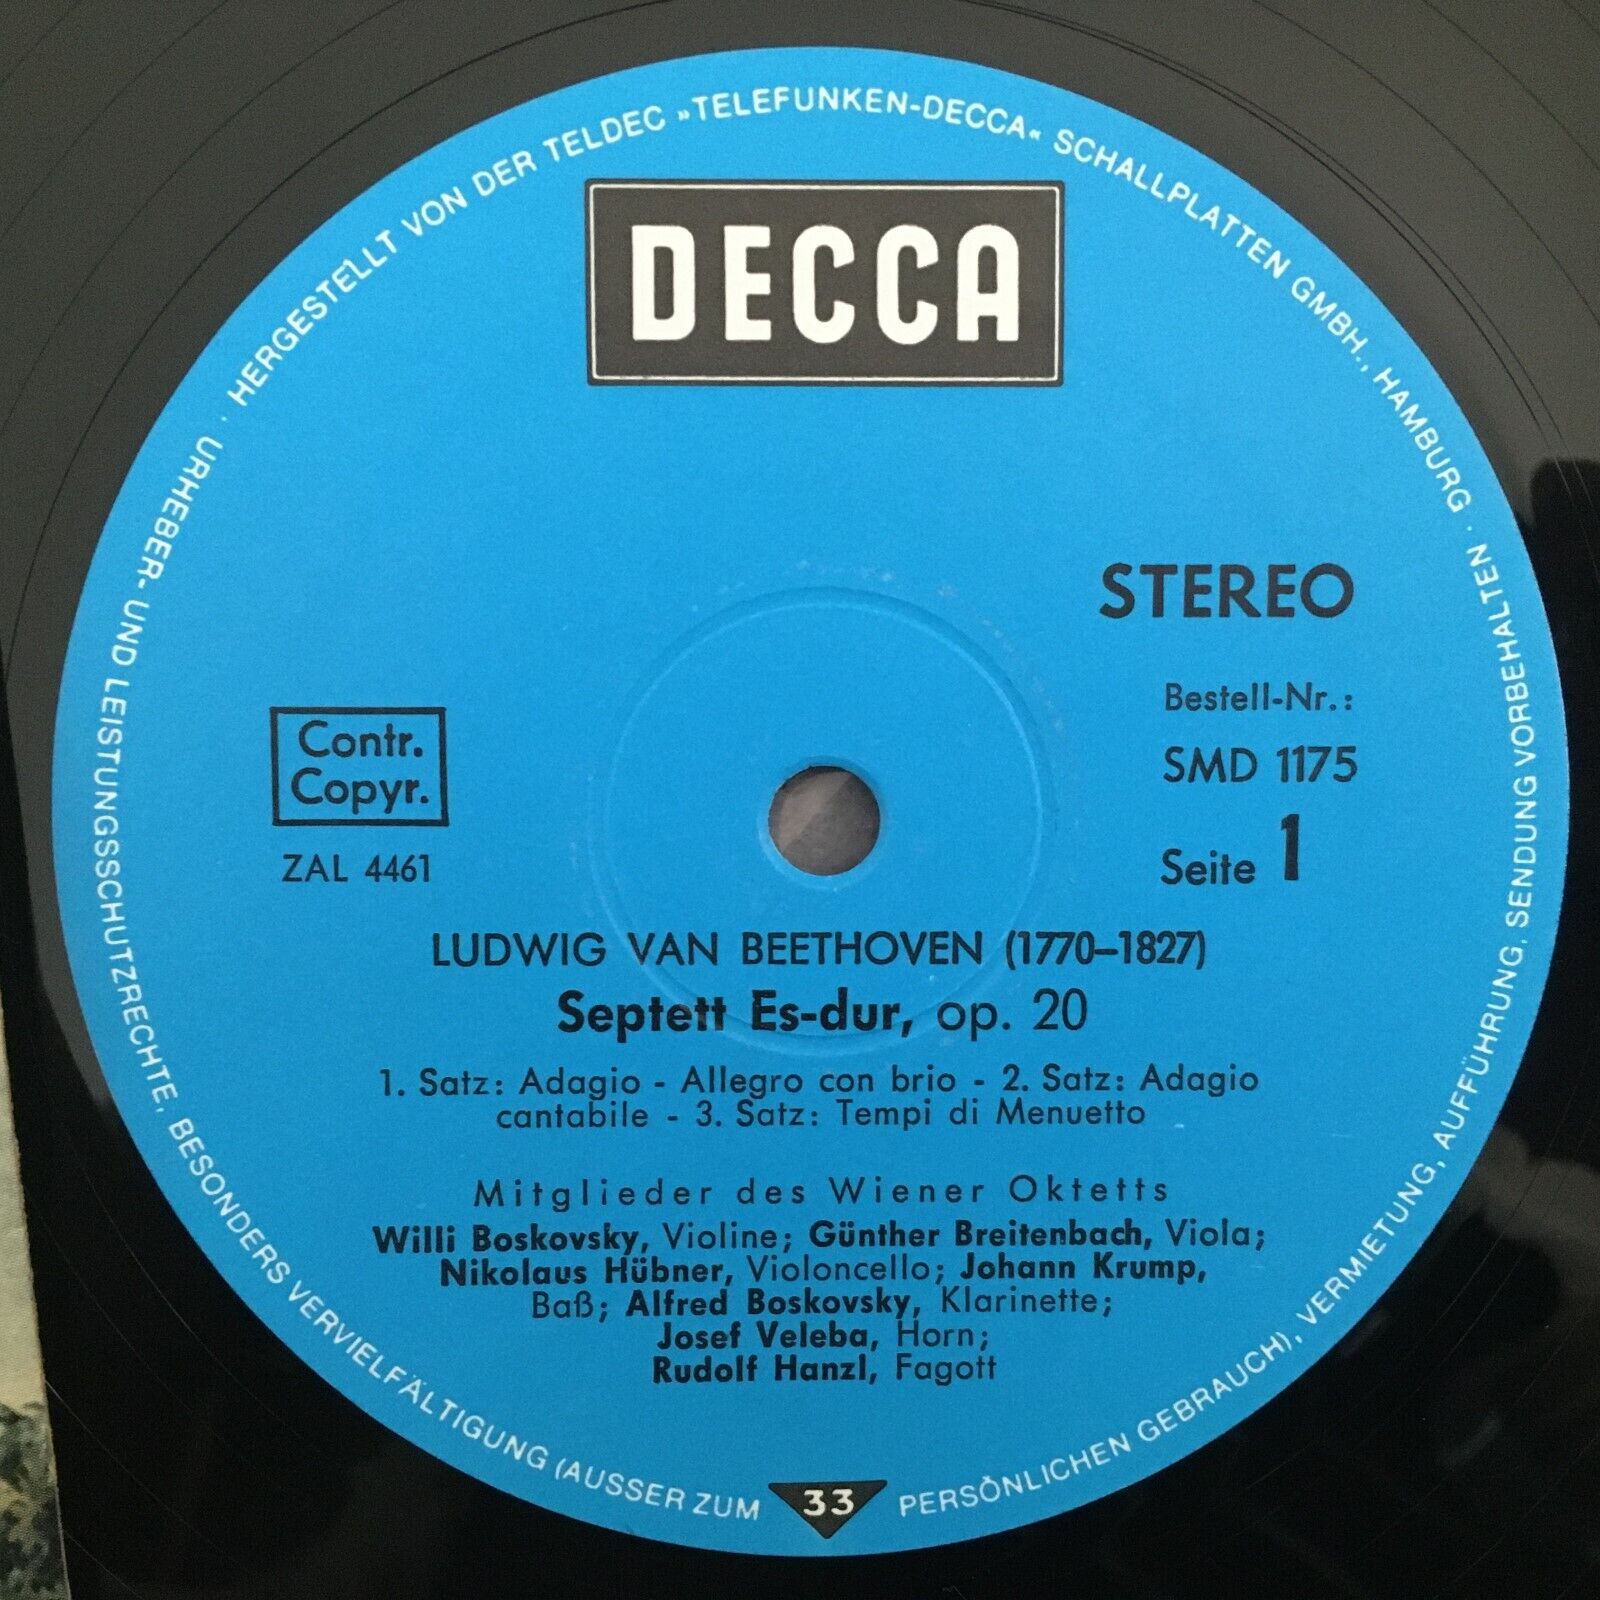 HERGESTELLT VON DER TELDEC »TELEFUNKEN-DECCA« SCHALLPLATTEN GMBH., HAMBURG · URHEBER- UND LEISTUNGSSCHUTZRECHTE, BESONDERS VERVIELFÄLTIGUNG (AUSSER ZUM PERSÖNLICHEN GEBRAUCH), VERMIETUNG, AUFFÜHRUNG, SENDUNG VORBEHALTEN ·
DECCA
STEREO
Bestell-Nr.:
SMD 1175
Seite 1
Contr.
Copyr.
ZAL 4461
LUDWIG VAN BEETHOVEN (1770–1827)
Septett Es-dur, op. 20
1. Satz: Adagio - Allegro con brio - 2. Satz: Adagio
cantabile - 3. Satz: Tempi di Menuetto
Mitglieder des Wiener Oktetts
Willi Boskovsky, Violine; Günther Breitenbach, Viola;
Nikolaus Hübner, Violoncello; Johann Krump,
Baß; Alfred Boskovsky, Klarinette;
Josef Veleba, Horn;
Rudolf Hanzl, Fagott
33